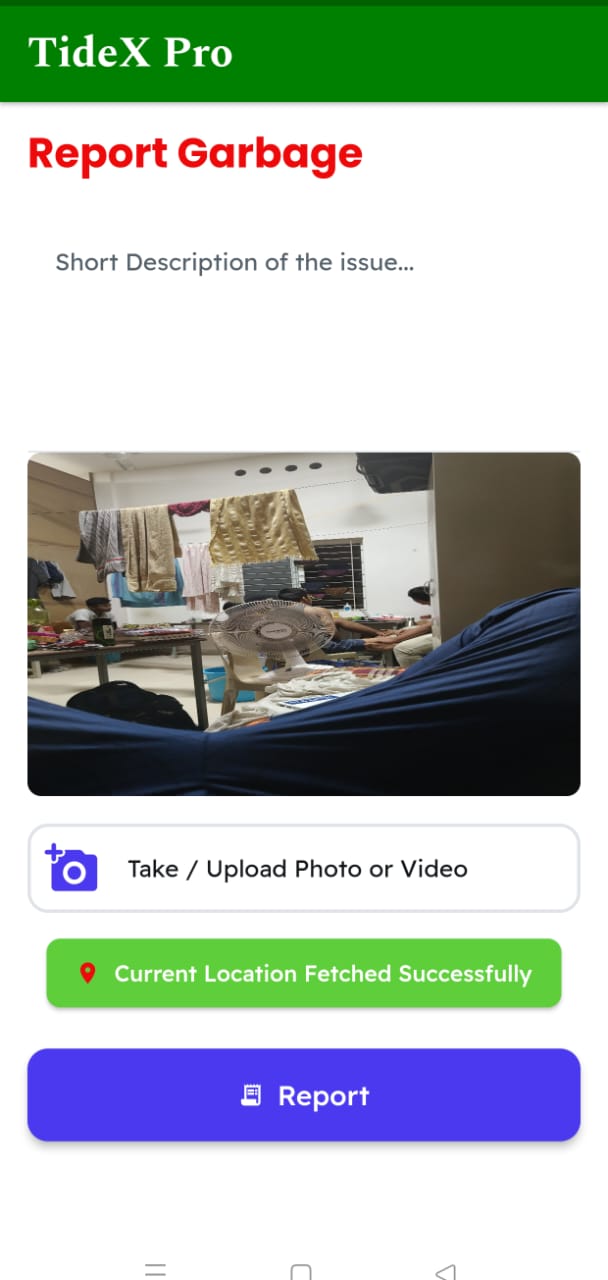 TideX Pro
Report Garbage
Short Description of the issue...
Take / Upload Photo or Video
Current Location Fetched Successfully
Report